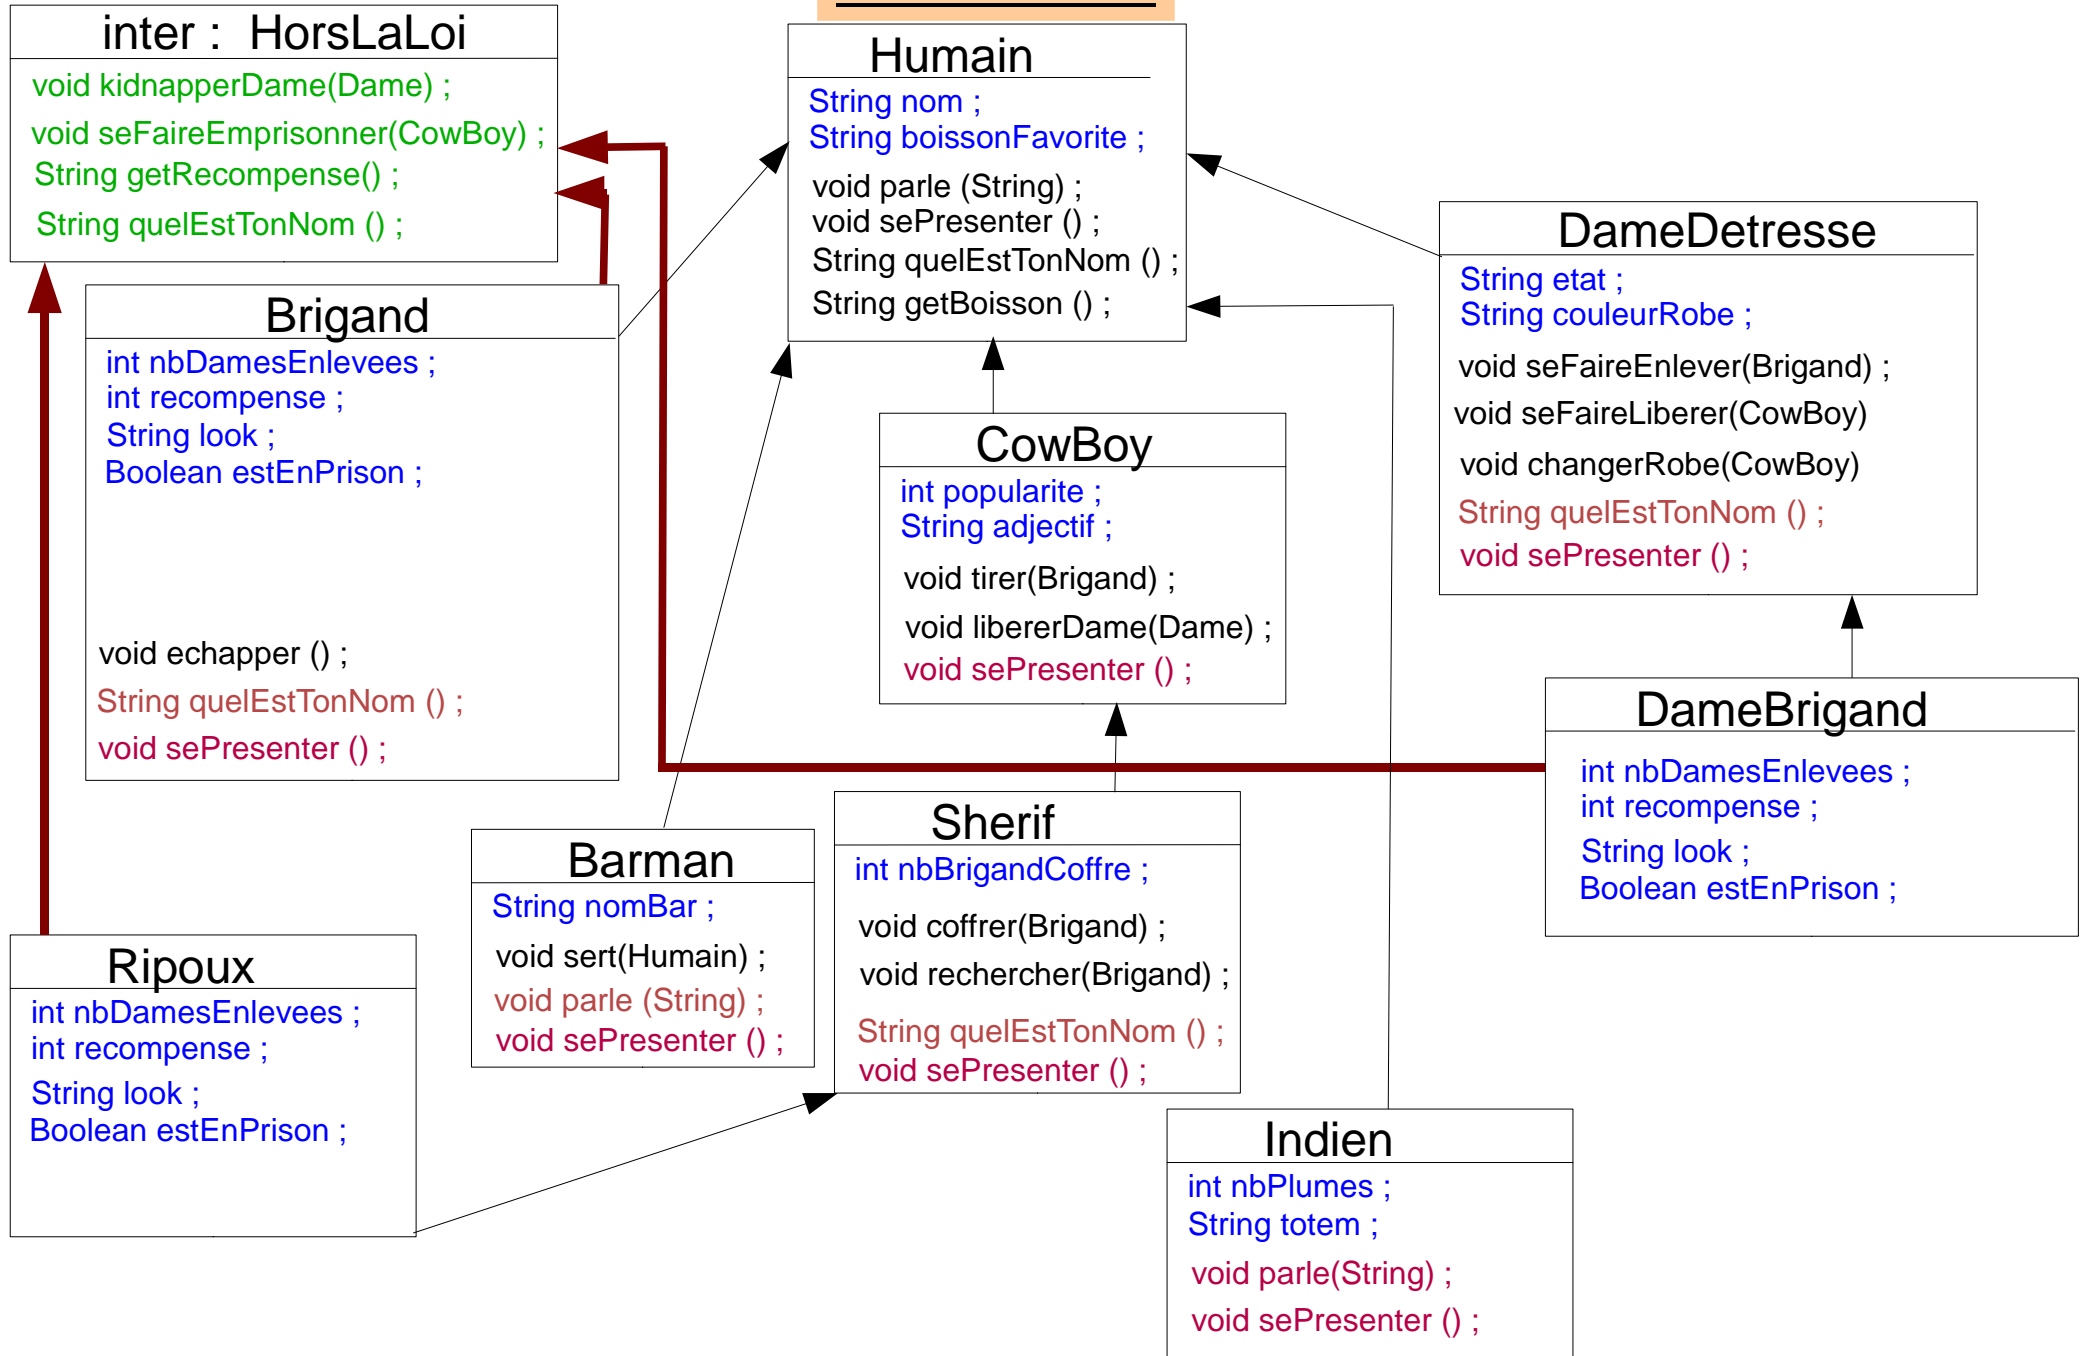 inter :  HorsLaLoi
void kidnapperDame(Dame) ;
void seFaireEmprisonner(CowBoy) ;
String getRecompense() ;
String quelEstTonNom () ;
Humain
String nom ;
String boissonFavorite ;
void parle (String) ;
void sePresenter () ;
String quelEstTonNom () ;
String getBoisson () ;
DameDetresse
String etat ;
String couleurRobe ;
void seFaireEnlever(Brigand) ;
void seFaireLiberer(CowBoy)
void changerRobe(CowBoy)
String quelEstTonNom () ;
void sePresenter () ;
Brigand
int nbDamesEnlevees ;
int recompense ;
String look ;
Boolean estEnPrison ;
void echapper () ;
String quelEstTonNom () ;
void sePresenter () ;
CowBoy
int popularite ;
String adjectif ;
void tirer(Brigand) ;
void libererDame(Dame) ;
void sePresenter () ;
DameBrigand
int nbDamesEnlevees ;
int recompense ;
String look ;
Boolean estEnPrison ;
Barman
String nomBar ;
void sert(Humain) ;
void parle (String) ;
void sePresenter () ;
Sherif
int nbBrigandCoffre ;
void coffrer(Brigand) ;
void rechercher(Brigand) ;
String quelEstTonNom () ;
void sePresenter () ;
Ripoux
int nbDamesEnlevees ;
int recompense ;
String look ;
Boolean estEnPrison ;
Indien
int nbPlumes ;
String totem ;
void parle(String) ;
void sePresenter () ;